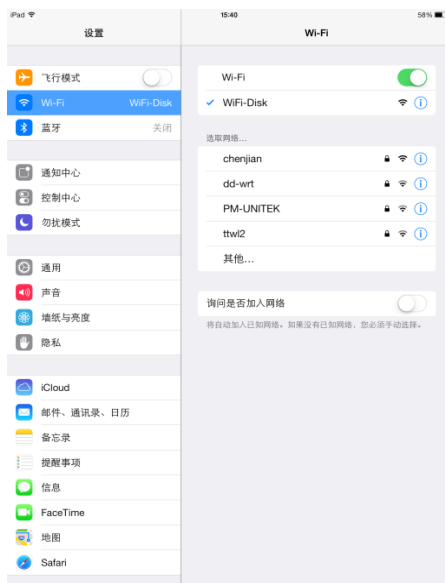 iPad 15:40 58%
设置
Wi-Fi
飞行模式
Wi-Fi WiFi-Disk
蓝牙 关闭
通知中心
控制中心
勿扰模式
通用
声音
墙纸与亮度
隐私
iCloud
邮件、通讯录、日历
备忘录
提醒事项
信息
FaceTime
地图
Safari
Wi-Fi
WiFi-Disk
选取网络...
chenjian
dd-wrt
PM-UNITEK
ttwl2
其他...
询问是否加入网络
将自动加入已知网络。如果没有已知网络，您必须手动选择。